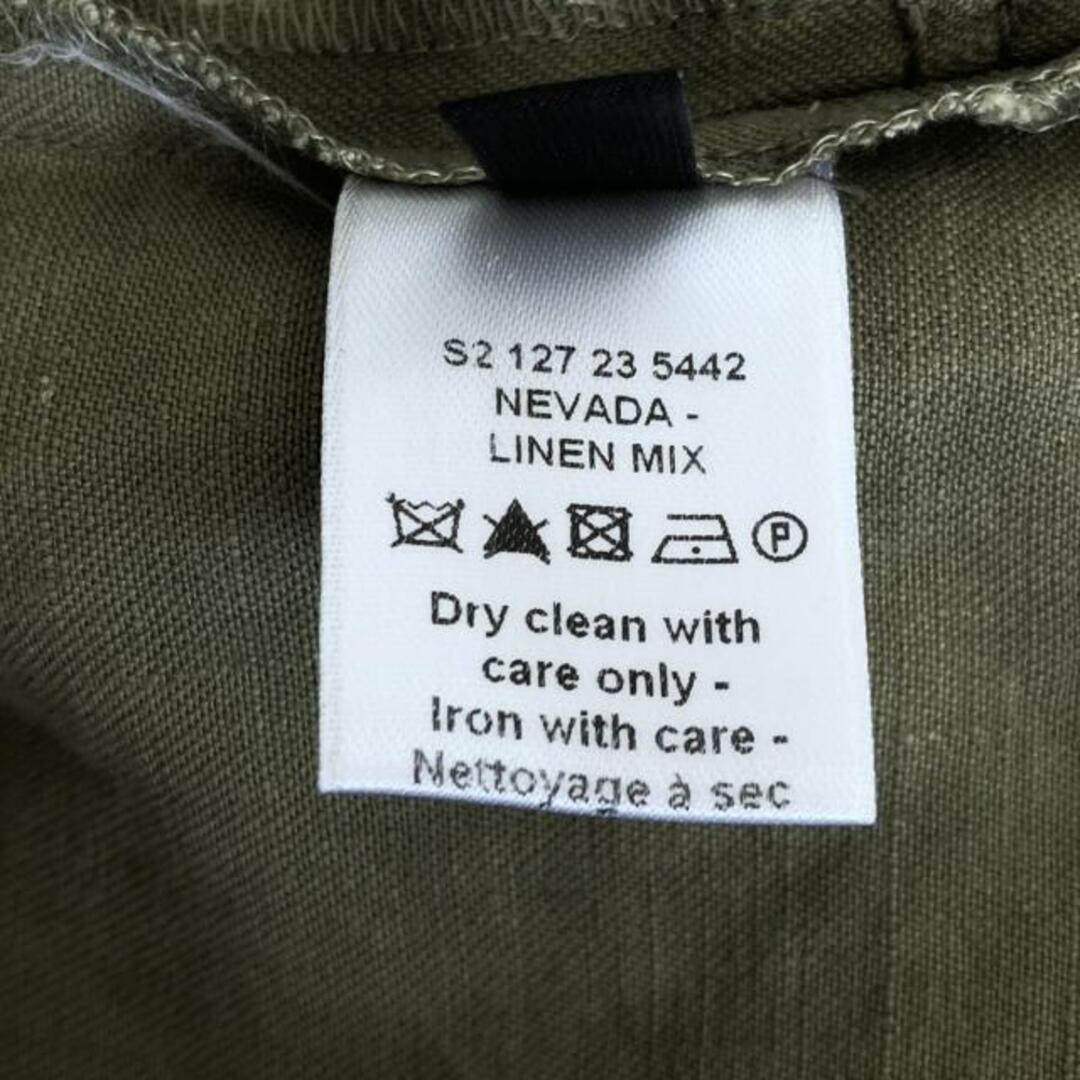 S2 127 23 5442
NEVADA -
LINEN MIX
P
Dry clean with
care only -
Iron with care -
Nettoyage à sec